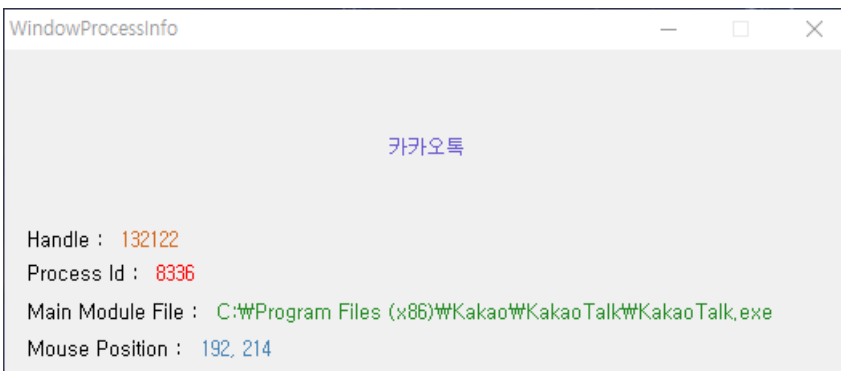 WindowProcessInfo
카카오톡
Handle : 132122
Process Id : 8336
Main Module File : C:₩Program Files (x86)₩Kakao₩KakaoTalk₩KakaoTalk.exe
Mouse Position : 192, 214